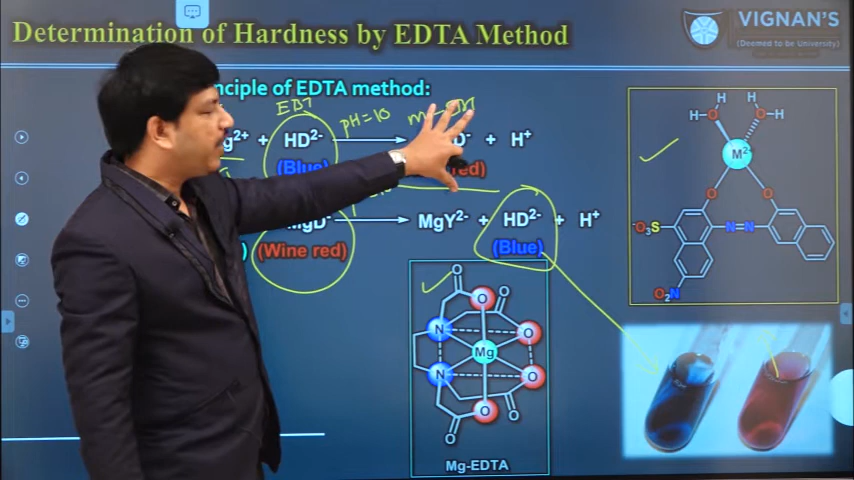 Determination of Hardness by EDTA Method
VIGNAN'S
(Deemed to be University)
nciple of EDTA method:
EBT
pH=10
g2+ + HD2- D- + H+
(Blue) red)
MgD- MgY2- + HD2- + H+
) (Wine red) (Blue)
H H
H-O O-H
M2
O O
-O3S N=N
O2N
O
O O
N O
Mg
N O
O O
O
Mg-EDTA